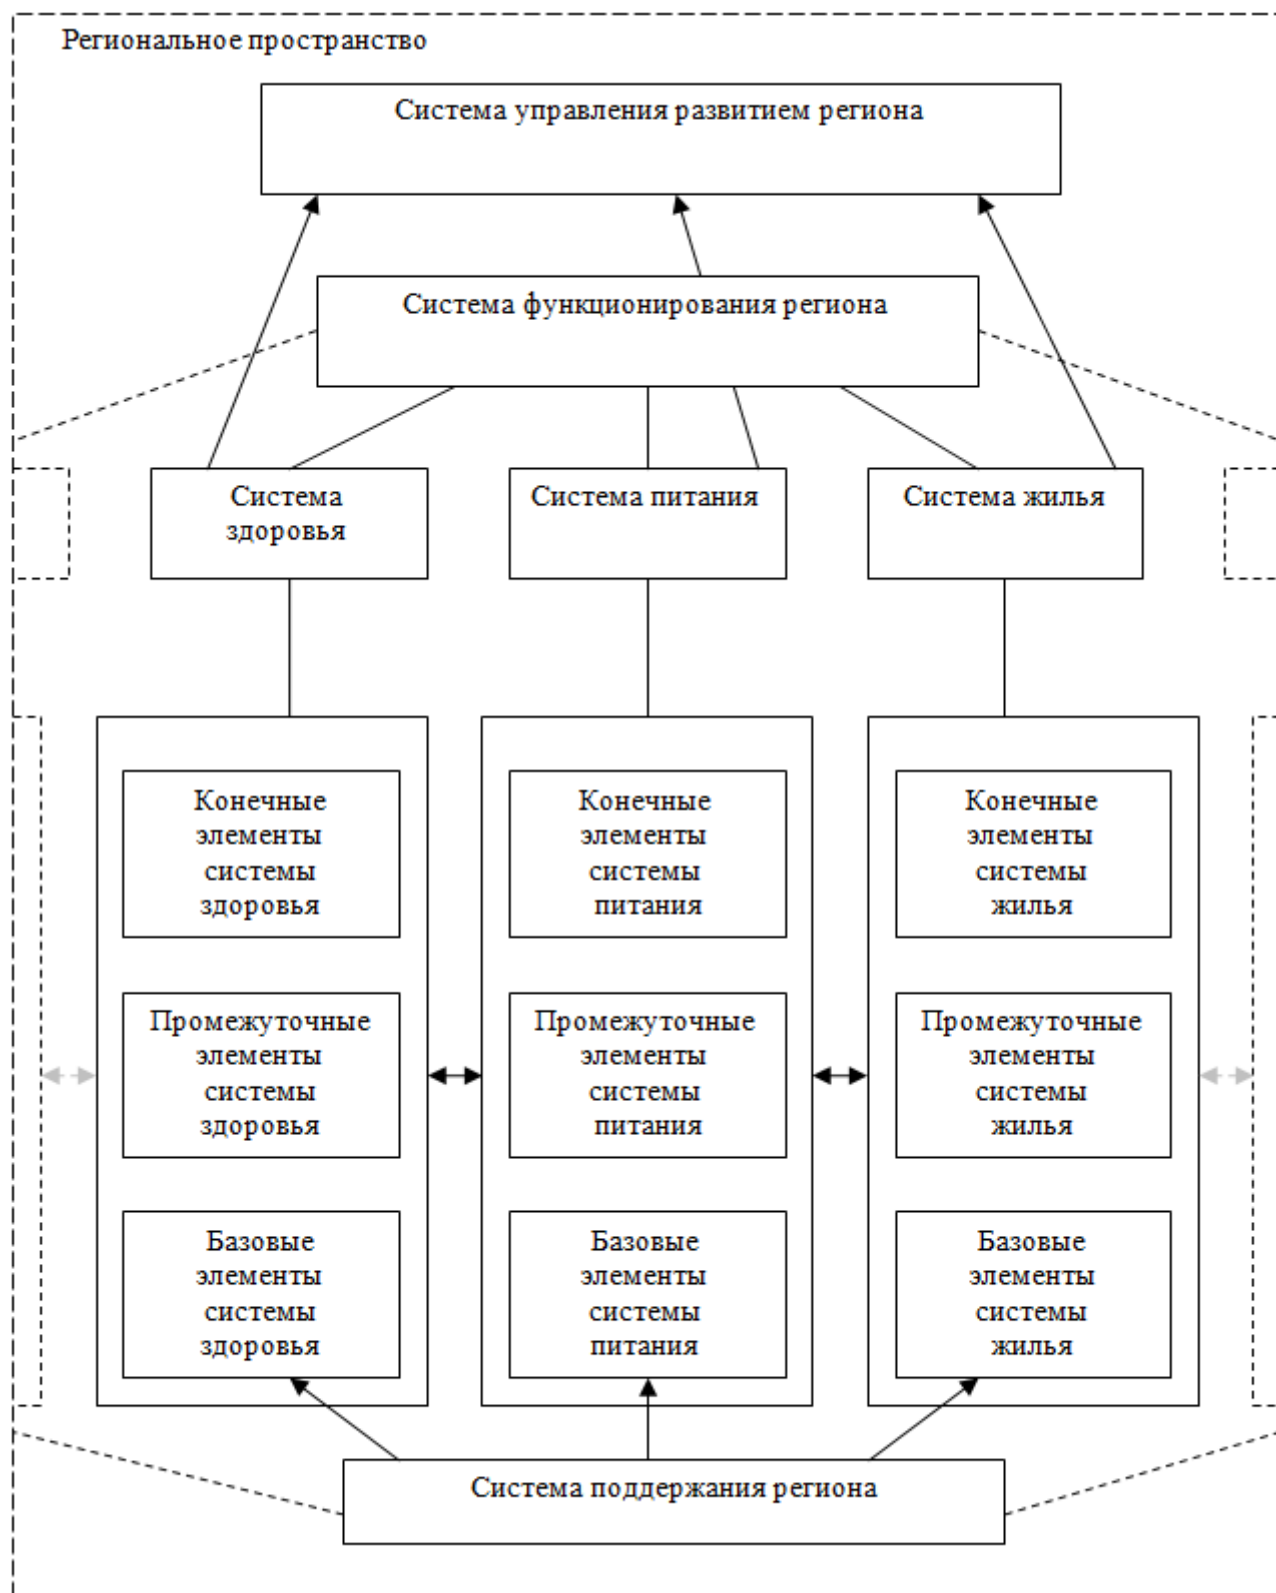 Региональное пространство
Система управления развитием региона
Система функционирования региона
Система
здоровья
Система питания
Система жилья
Конечные
элементы
системы
здоровья
Конечные
элементы
системы
питания
Конечные
элементы
системы
жилья
Промежуточные
элементы
системы
здоровья
Промежуточные
элементы
системы
питания
Промежуточные
элементы
системы
жилья
Базовые
элементы
системы
здоровья
Базовые
элементы
системы
питания
Базовые
элементы
системы
жилья
Система поддержания региона